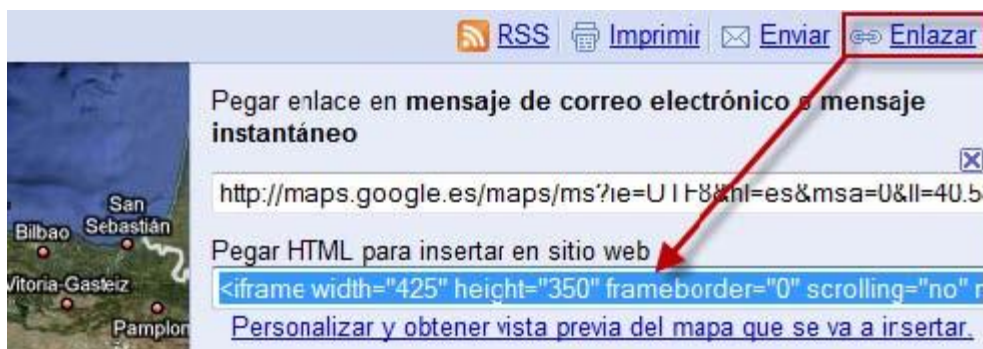 RSS Imprimir Enviar Enlazar
Pegar enlace en mensaje de correo electrónico o mensaje
instantáneo
http://maps.google.es/maps/ms?ie=UTF8&hl=es&msa=0&ll=40.5
Pegar HTML para insertar en sitio web
<iframe width="425" height="350" frameborder="0" scrolling="no"
Personalizar y obtener vista previa del mapa que se va a insertar.
San
Sebastián
Bilbao
Vitoria-Gasteiz
Pamplon